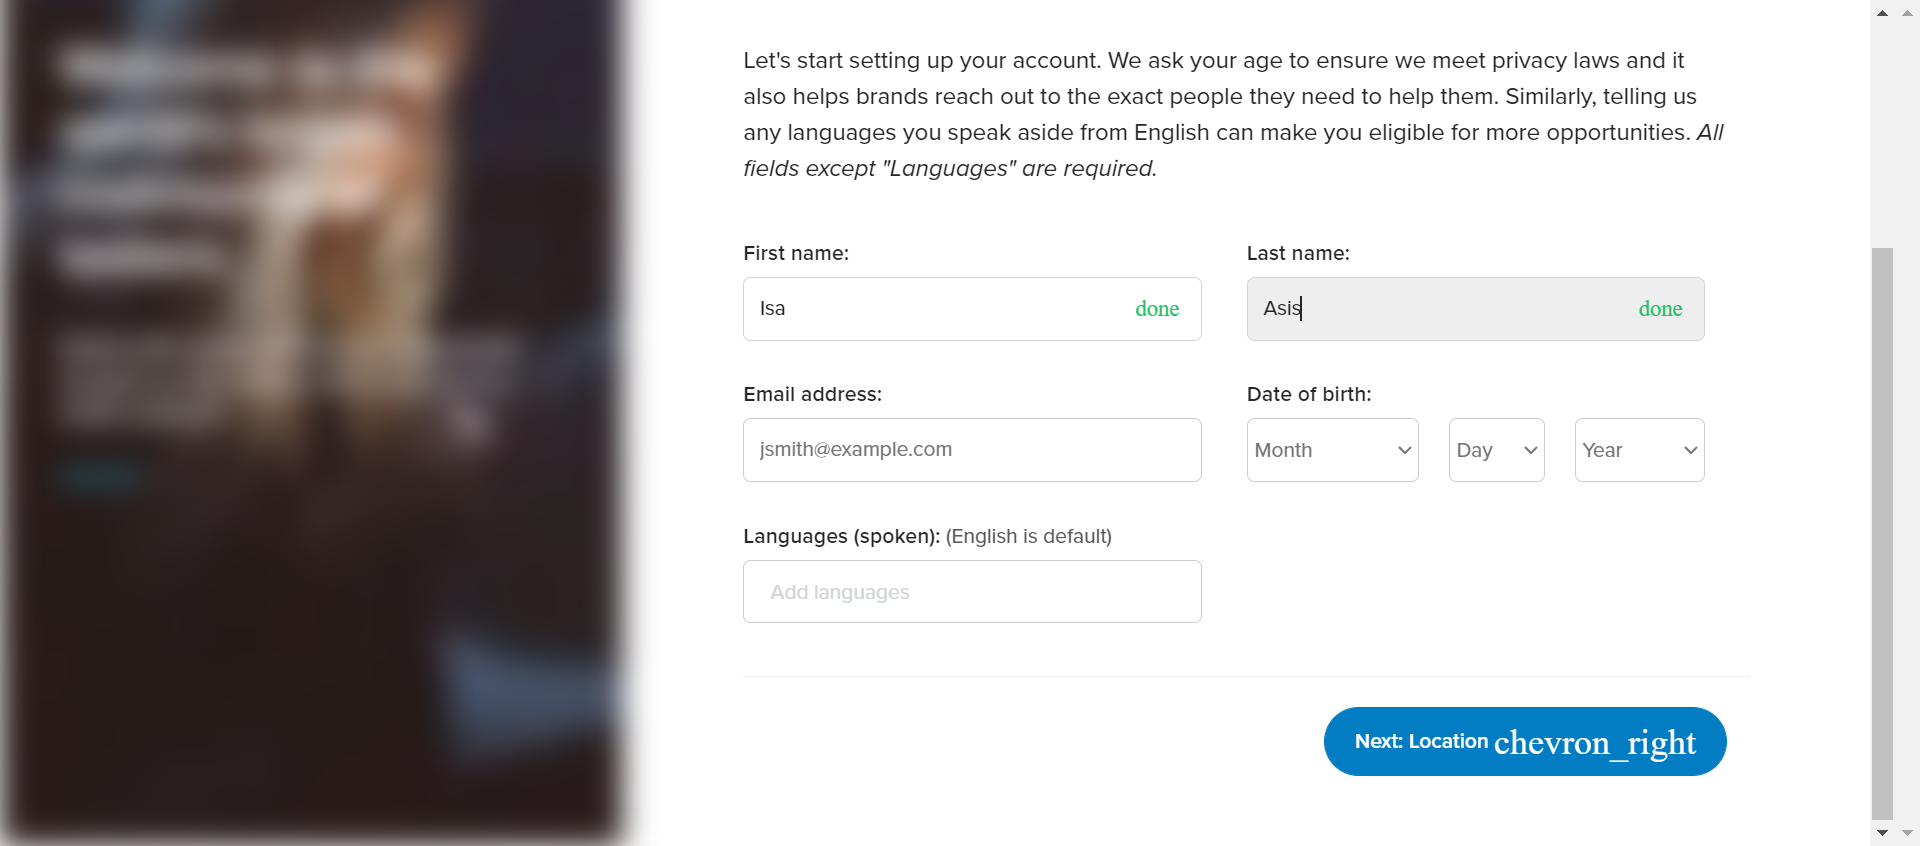 Let's start setting up your account. We ask your age to ensure we meet privacy laws and it
also helps brands reach out to the exact people they need to help them. Similarly, telling us
any languages you speak aside from English can make you eligible for more opportunities. All
fields except "Languages" are required.
First name:
Last name:
Isa
done
Asis
done
Email address:
Date of birth:
jsmith@example.com
Month
Day
Year
Languages (spoken): (English is default)
Add languages
Next: Location chevron_right